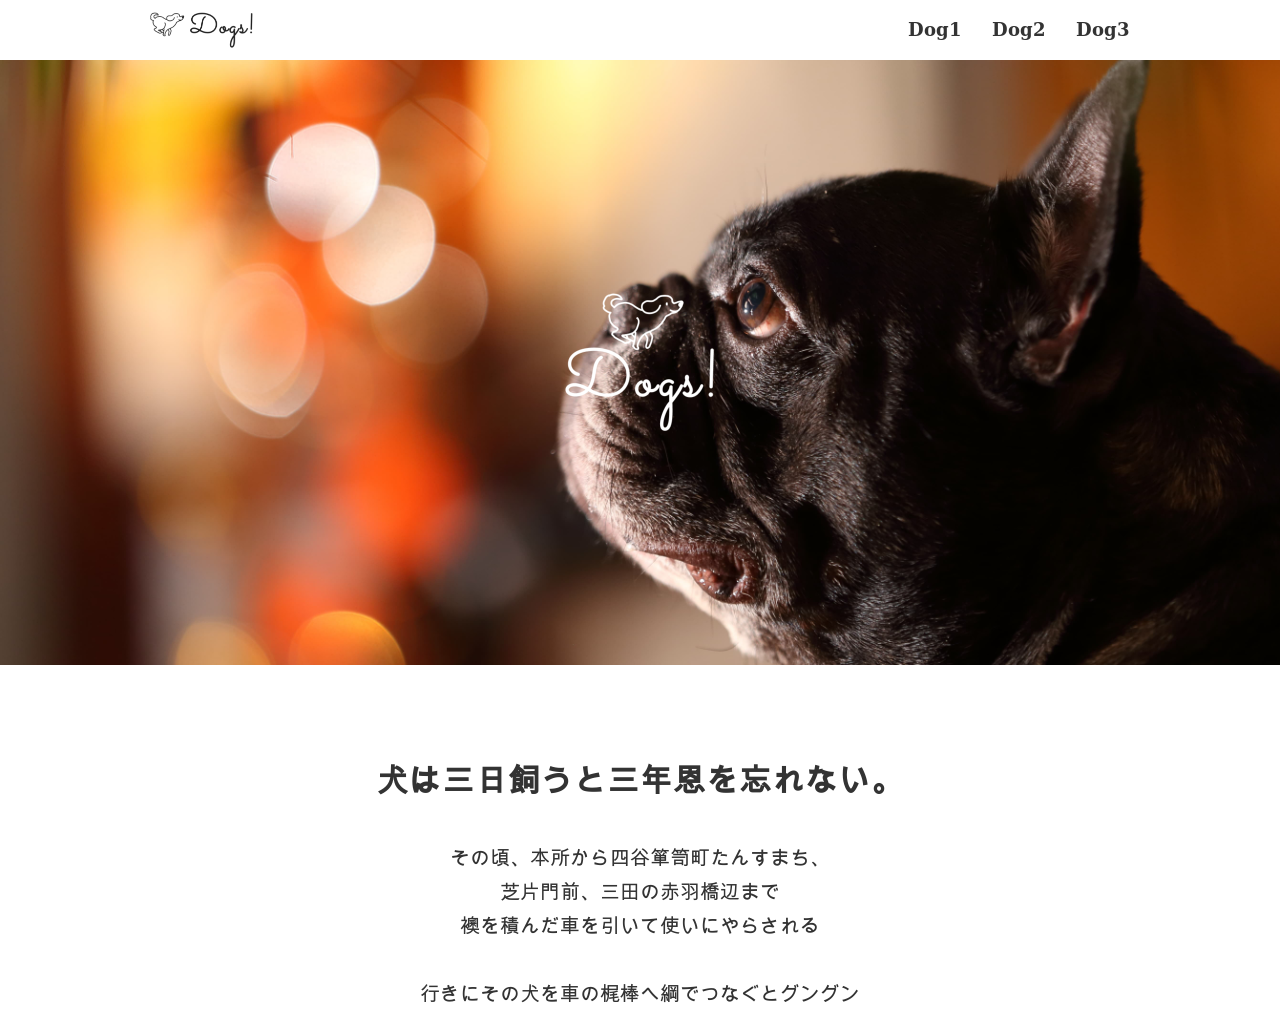 Dogs!
Dog1 Dog2 Dog3
Dogs!
犬は三日飼うと三年恩を忘れない。
その頃、本所から四谷箪笥町たんすまち、
芝片門前、三田の赤羽橋辺まで
襖を積んだ車を引いて使いにやらされる
行きにその犬を車の梶棒へ綱でつなぐとグングン